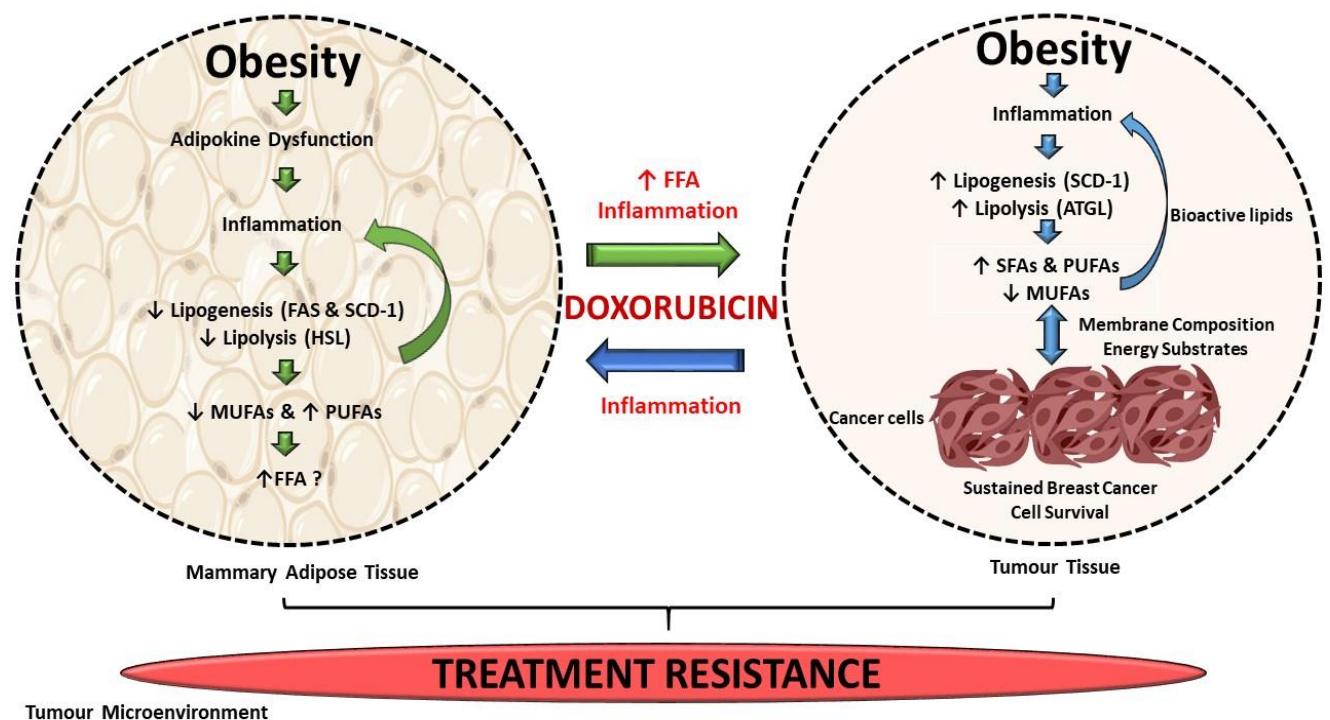 Obesity
Adipokine Dysfunction
Inflammation
↓ Lipogenesis (FAS & SCD-1)
↓ Lipolysis (HSL)
↓ MUFAs & ↑ PUFAs
↑FFA ?
Mammary Adipose Tissue
↑ FFA
Inflammation
DOXORUBICIN
Inflammation
Obesity
Inflammation
↑ Lipogenesis (SCD-1)
↑ Lipolysis (ATGL)
Bioactive lipids
↑ SFAs & PUFAs
↓ MUFAs
Membrane Composition
Energy Substrates
Cancer cells
Sustained Breast Cancer
Cell Survival
Tumour Tissue
TREATMENT RESISTANCE
Tumour Microenvironment